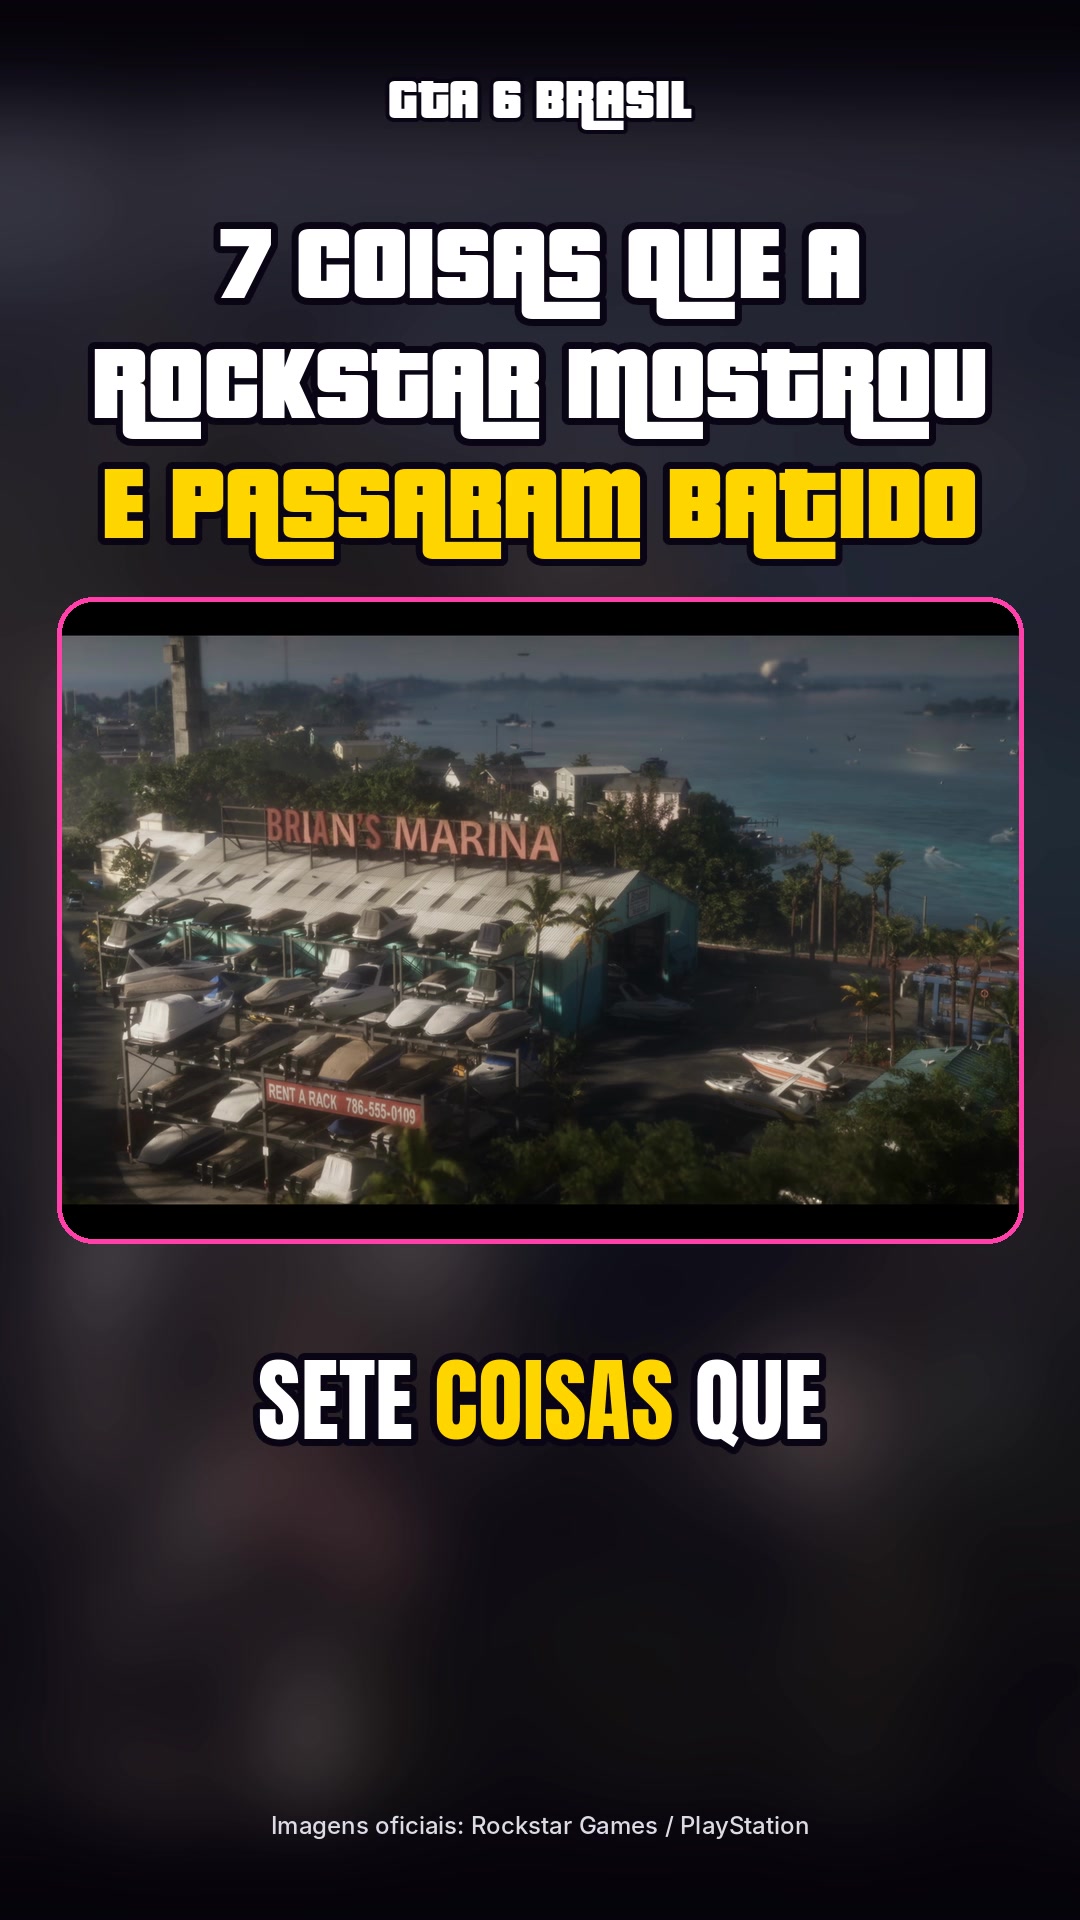 GTA 6 BRASIL
7 COISAS QUE A
ROCKSTAR MOSTROU
E PASSARAM BATIDO
BRIAN'S MARINA
RENT A RACK 786-555-0109
SETE COISAS QUE
Imagens oficiais: Rockstar Games / PlayStation